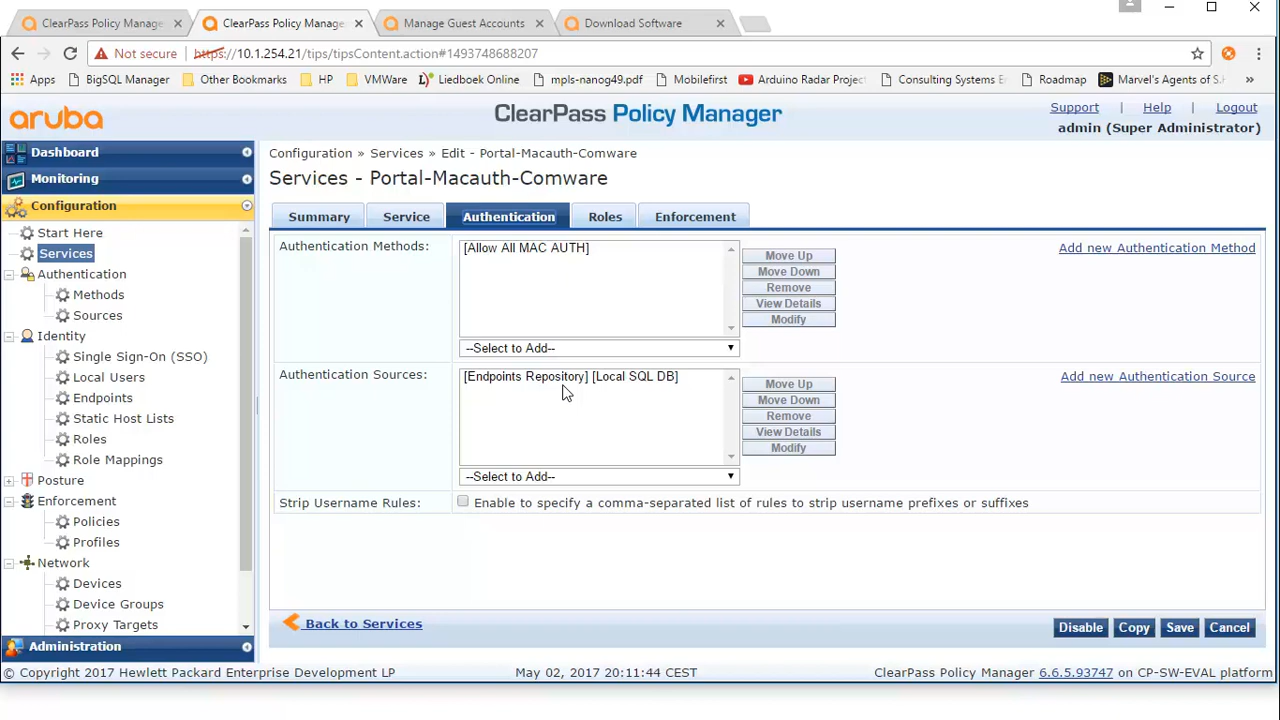 ClearPass Policy Manage
ClearPass Policy Manage
Manage Guest Accounts
Download Software
Not secure
https://10.1.254.21/tips/tipsContent.action#1493748688207
Apps
BigSQL Manager
Other Bookmarks
HP
VMWare
Liesboek Online
mpls-nanog49.pdf
Mobilefirst
Arduino Radar Project
Consulting Systems En
Roadmap
Marvel's Agents of S.H
»
aruba
ClearPass Policy Manager
Support | Help | Logout
admin (Super Administrator)
Dashboard
Monitoring
Configuration
Start Here
Services
Authentication
Methods
Sources
Identity
Single Sign-On (SSO)
Local Users
Endpoints
Static Host Lists
Roles
Role Mappings
Posture
Enforcement
Policies
Profiles
Network
Devices
Device Groups
Proxy Targets
Administration
Configuration » Services » Edit - Portal-Macauth-Comware
Services - Portal-Macauth-Comware
Summary
Service
Authentication
Roles
Enforcement
Authentication Methods:
[Allow All MAC AUTH]
Move Up
Move Down
Remove
View Details
Modify
Add new Authentication Method
--Select to Add--
Authentication Sources:
[Endpoints Repository] [Local SQL DB]
Move Up
Move Down
Remove
View Details
Modify
Add new Authentication Source
--Select to Add--
Strip Username Rules:
Enable to specify a comma-separated list of rules to strip username prefixes or suffixes
Back to Services
Disable
Copy
Save
Cancel
© Copyright 2017 Hewlett Packard Enterprise Development LP
May 02, 2017 20:11:44 CEST
ClearPass Policy Manager 6.6.5.93747 on CP-SW-EVAL platform